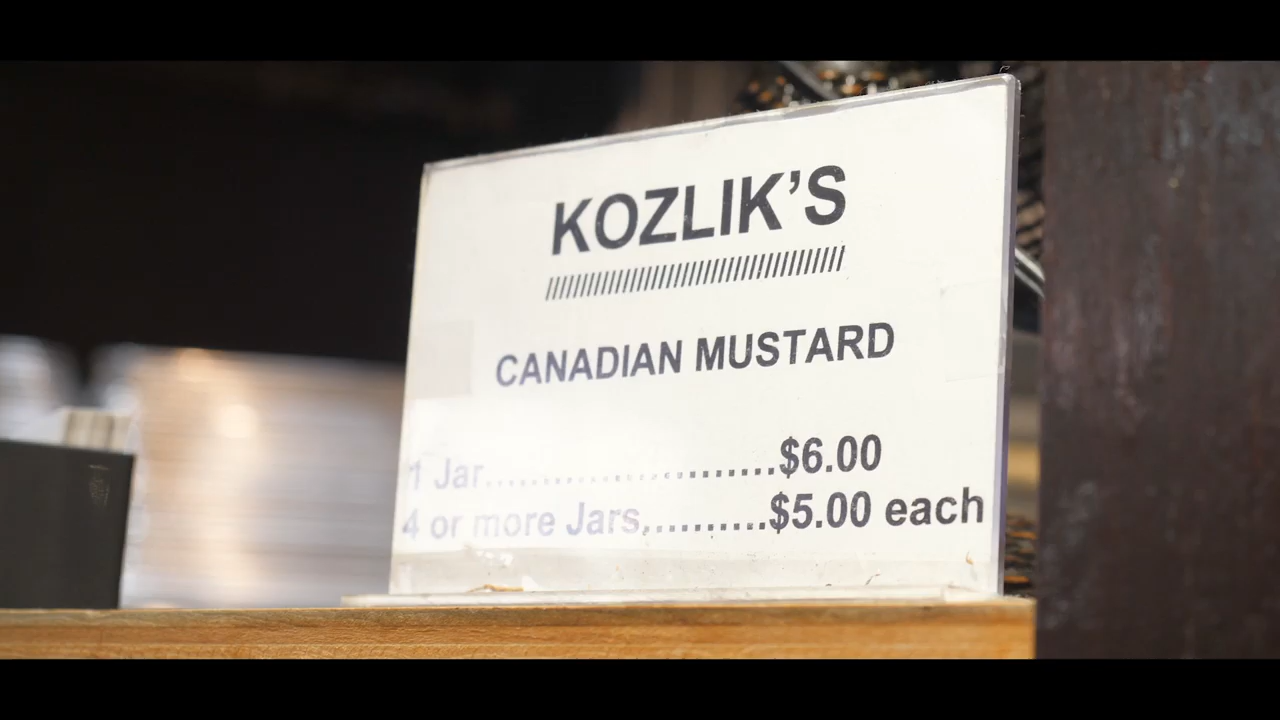 KOZLIK'S
////////////////////////////////////
CANADIAN MUSTARD
1 Jar............................$6.00
4 or more Jars...........$5.00 each